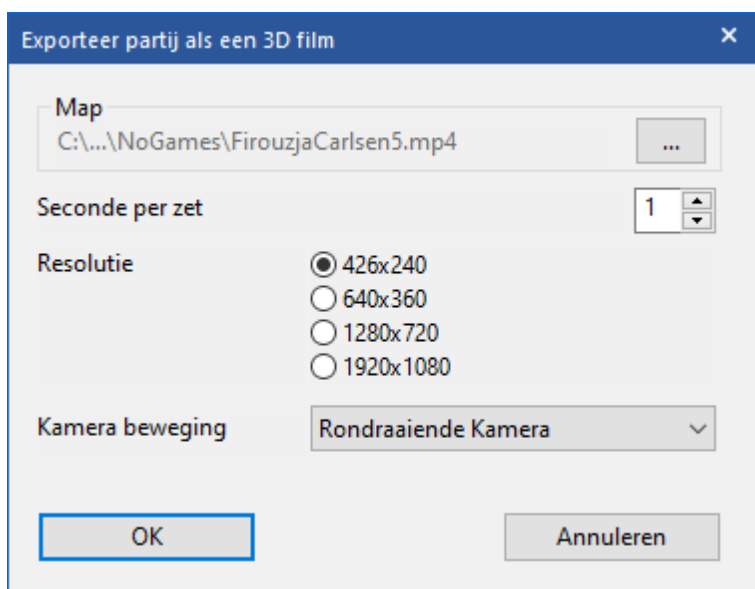 Exporteer partij als een 3D film
Map
C:\...\NoGames\FirouzjaCarlsen5.mp4
...
Seconde per zet
1
Resolutie
426x240
640x360
1280x720
1920x1080
Kamera beweging
Rondraaiende Kamera
OK
Annuleren